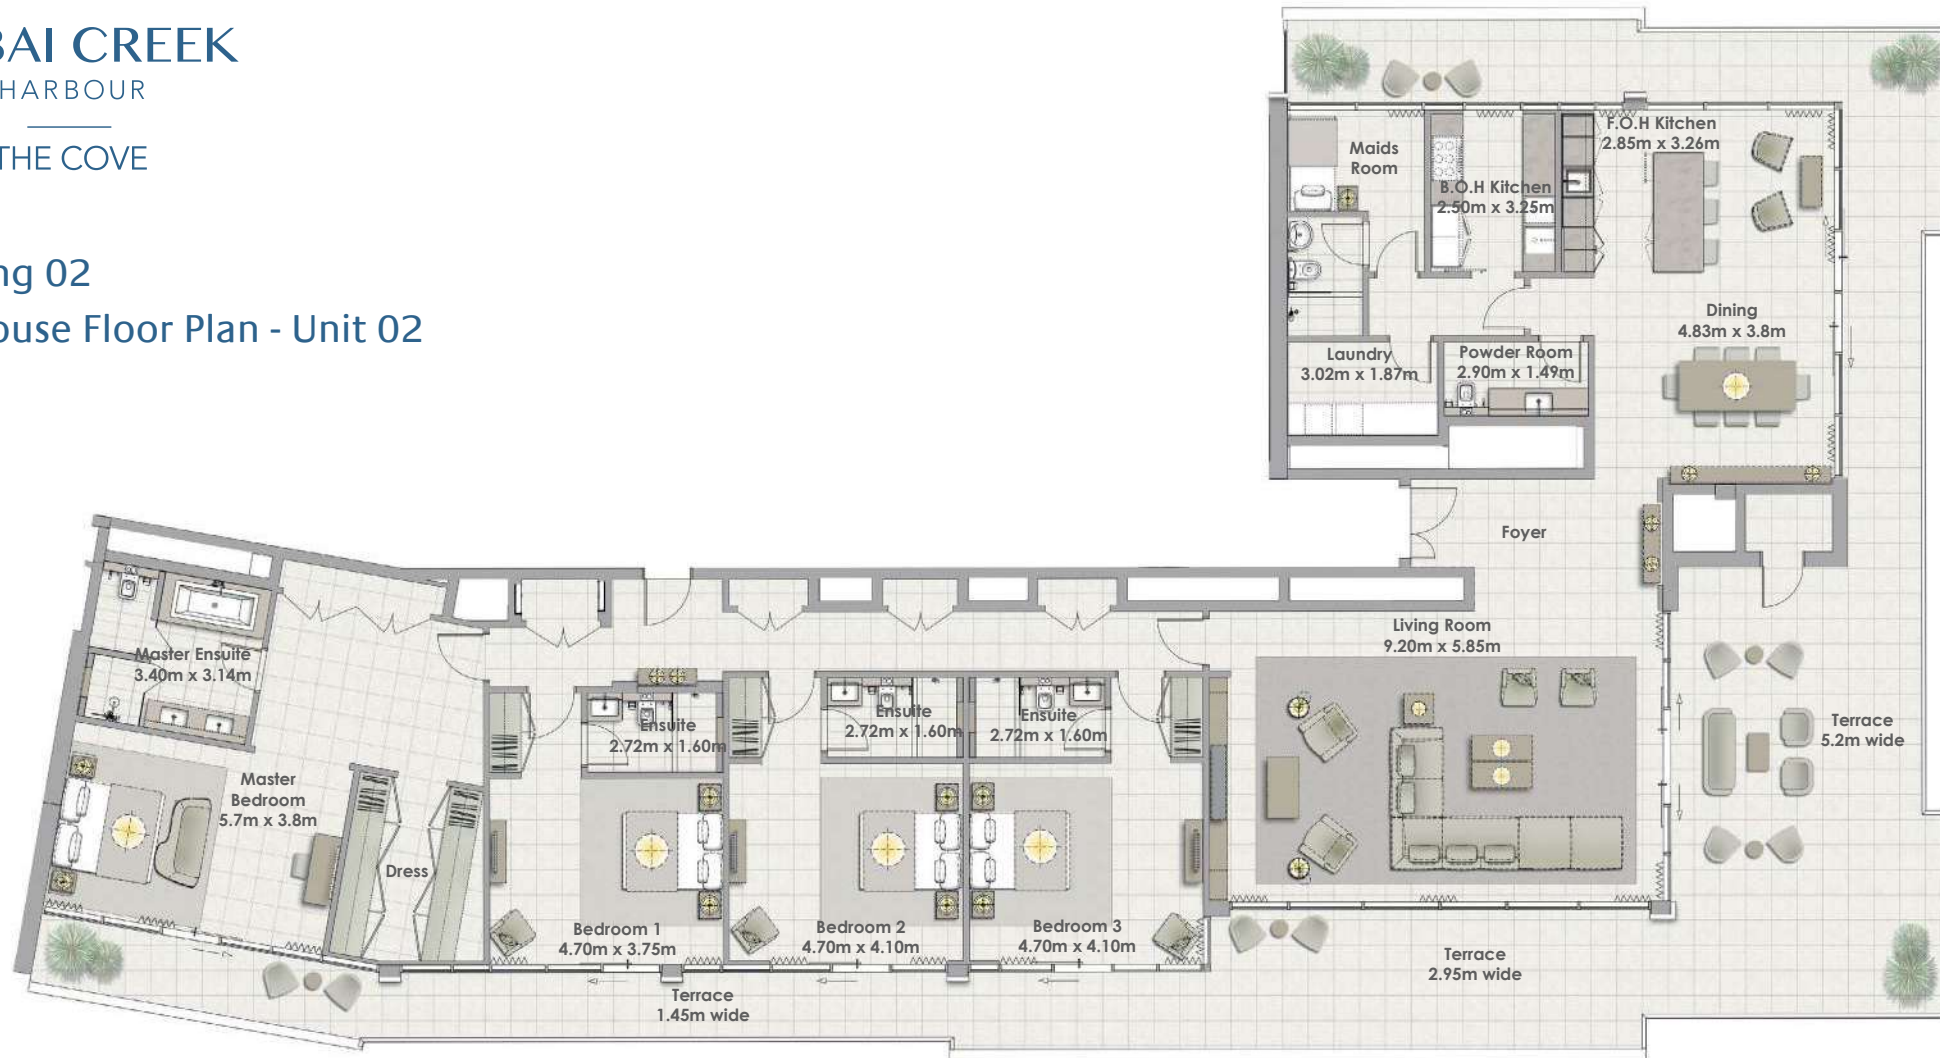 BAI CREEK
HARBOUR
THE COVE
ng 02
ouse Floor Plan - Unit 02
Maids
Room
B.O.H Kitchen
2.50m x 3.25m
F.O.H Kitchen
2.85m x 3.26m
Dining
4.83m x 3.8m
Laundry
3.02m x 1.87m
Powder Room
2.90m x 1.49m
Foyer
Living Room
9.20m x 5.85m
Terrace
5.2m wide
Master Ensuite
3.40m x 3.14m
Ensuite
2.72m x 1.60m
Ensuite
2.72m x 1.60m
Ensuite
2.72m x 1.60m
Master
Bedroom
5.7m x 3.8m
Dress
Bedroom 1
4.70m x 3.75m
Bedroom 2
4.70m x 4.10m
Bedroom 3
4.70m x 4.10m
Terrace
2.95m wide
Terrace
1.45m wide